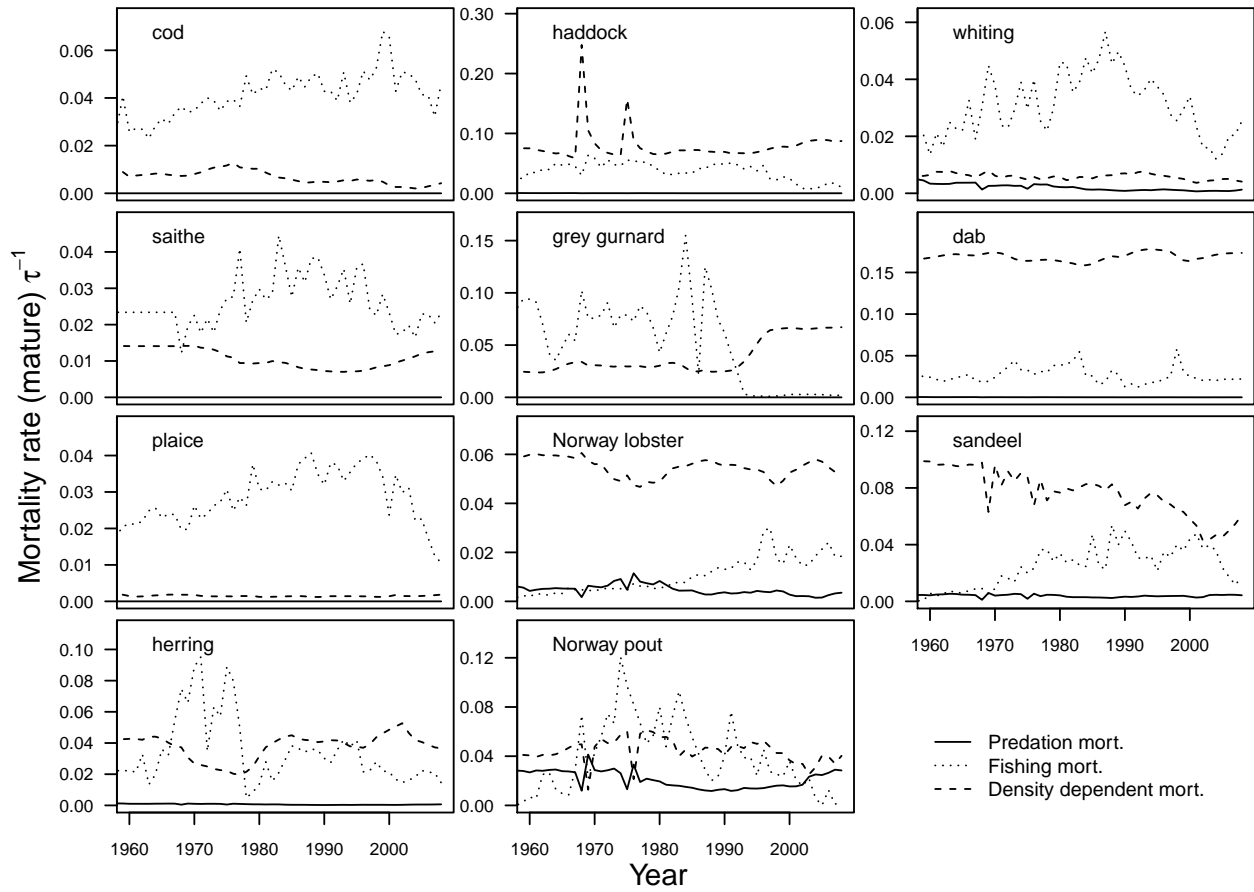 Mortality rate (mature) τ⁻¹
cod
0.00
0.02
0.04
0.06
haddock
0.00
0.10
0.20
0.30
whiting
0.00
0.02
0.04
0.06
saithe
0.00
0.01
0.02
0.03
0.04
grey gurnard
0.00
0.05
0.10
0.15
dab
0.00
0.05
0.15
plaice
0.00
0.01
0.02
0.03
0.04
Norway lobster
0.00
0.02
0.04
0.06
sandeel
0.00
0.04
0.08
0.12
1960 1970 1980 1990 2000
herring
0.00
0.02
0.04
0.06
0.08
0.10
1960 1970 1980 1990 2000
Norway pout
0.00
0.04
0.08
0.12
1960 1970 1980 1990 2000
Predation mort.
Fishing mort.
Density dependent mort.
Year